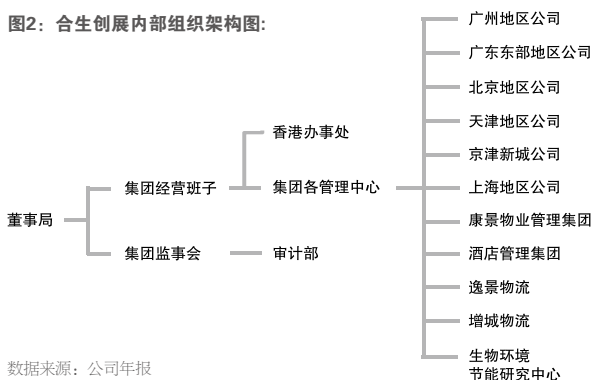 图2：合生创展内部组织架构图:
董事局
集团经营班子
集团监事会
香港办事处
集团各管理中心
审计部
广州地区公司
广东东部地区公司
北京地区公司
天津地区公司
京津新城公司
上海地区公司
康景物业管理集团
酒店管理集团
逸景物流
增城物流
生物环境
节能研究中心
数据来源：公司年报